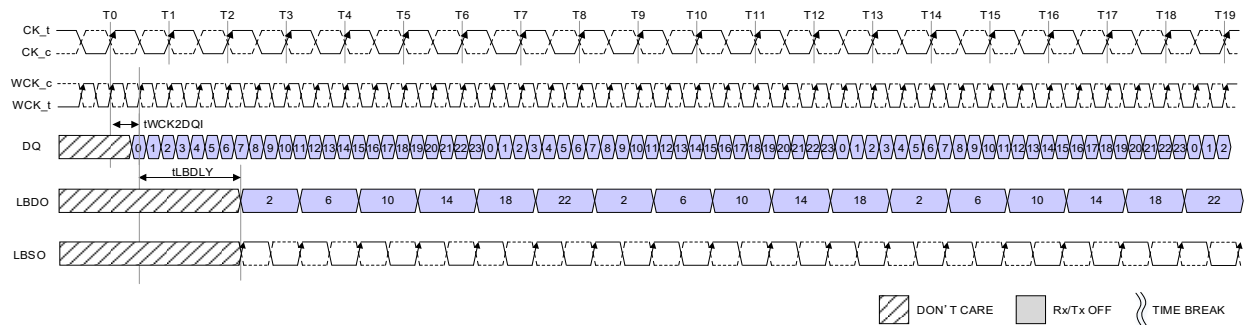 T0 T1 T2 T3 T4 T5 T6 T7 T8 T9 T10 T11 T12 T13 T14 T15 T16 T17 T18 T19
CK_t
CK_c
WCK_c
WCK_t
tWCK2DQI
DQ 0 1 2 3 4 5 6 7 8 9 10 11 12 13 14 15 16 17 18 19 20 21 22 23 0 1 2 3 4 5 6 7 8 9 10 11 12 13 14 15 16 17 18 19 20 21 22 23 0 1 2 3 4 5 6 7 8 9 10 11 12 13 14 15 16 17 18 19 20 21 22 23 0 1 2
tLBDLY
LBDO 2 6 10 14 18 22 2 6 10 14 18 2 6 10 14 18 22
LBSO
DON'T CARE Rx/Tx OFF TIME BREAK